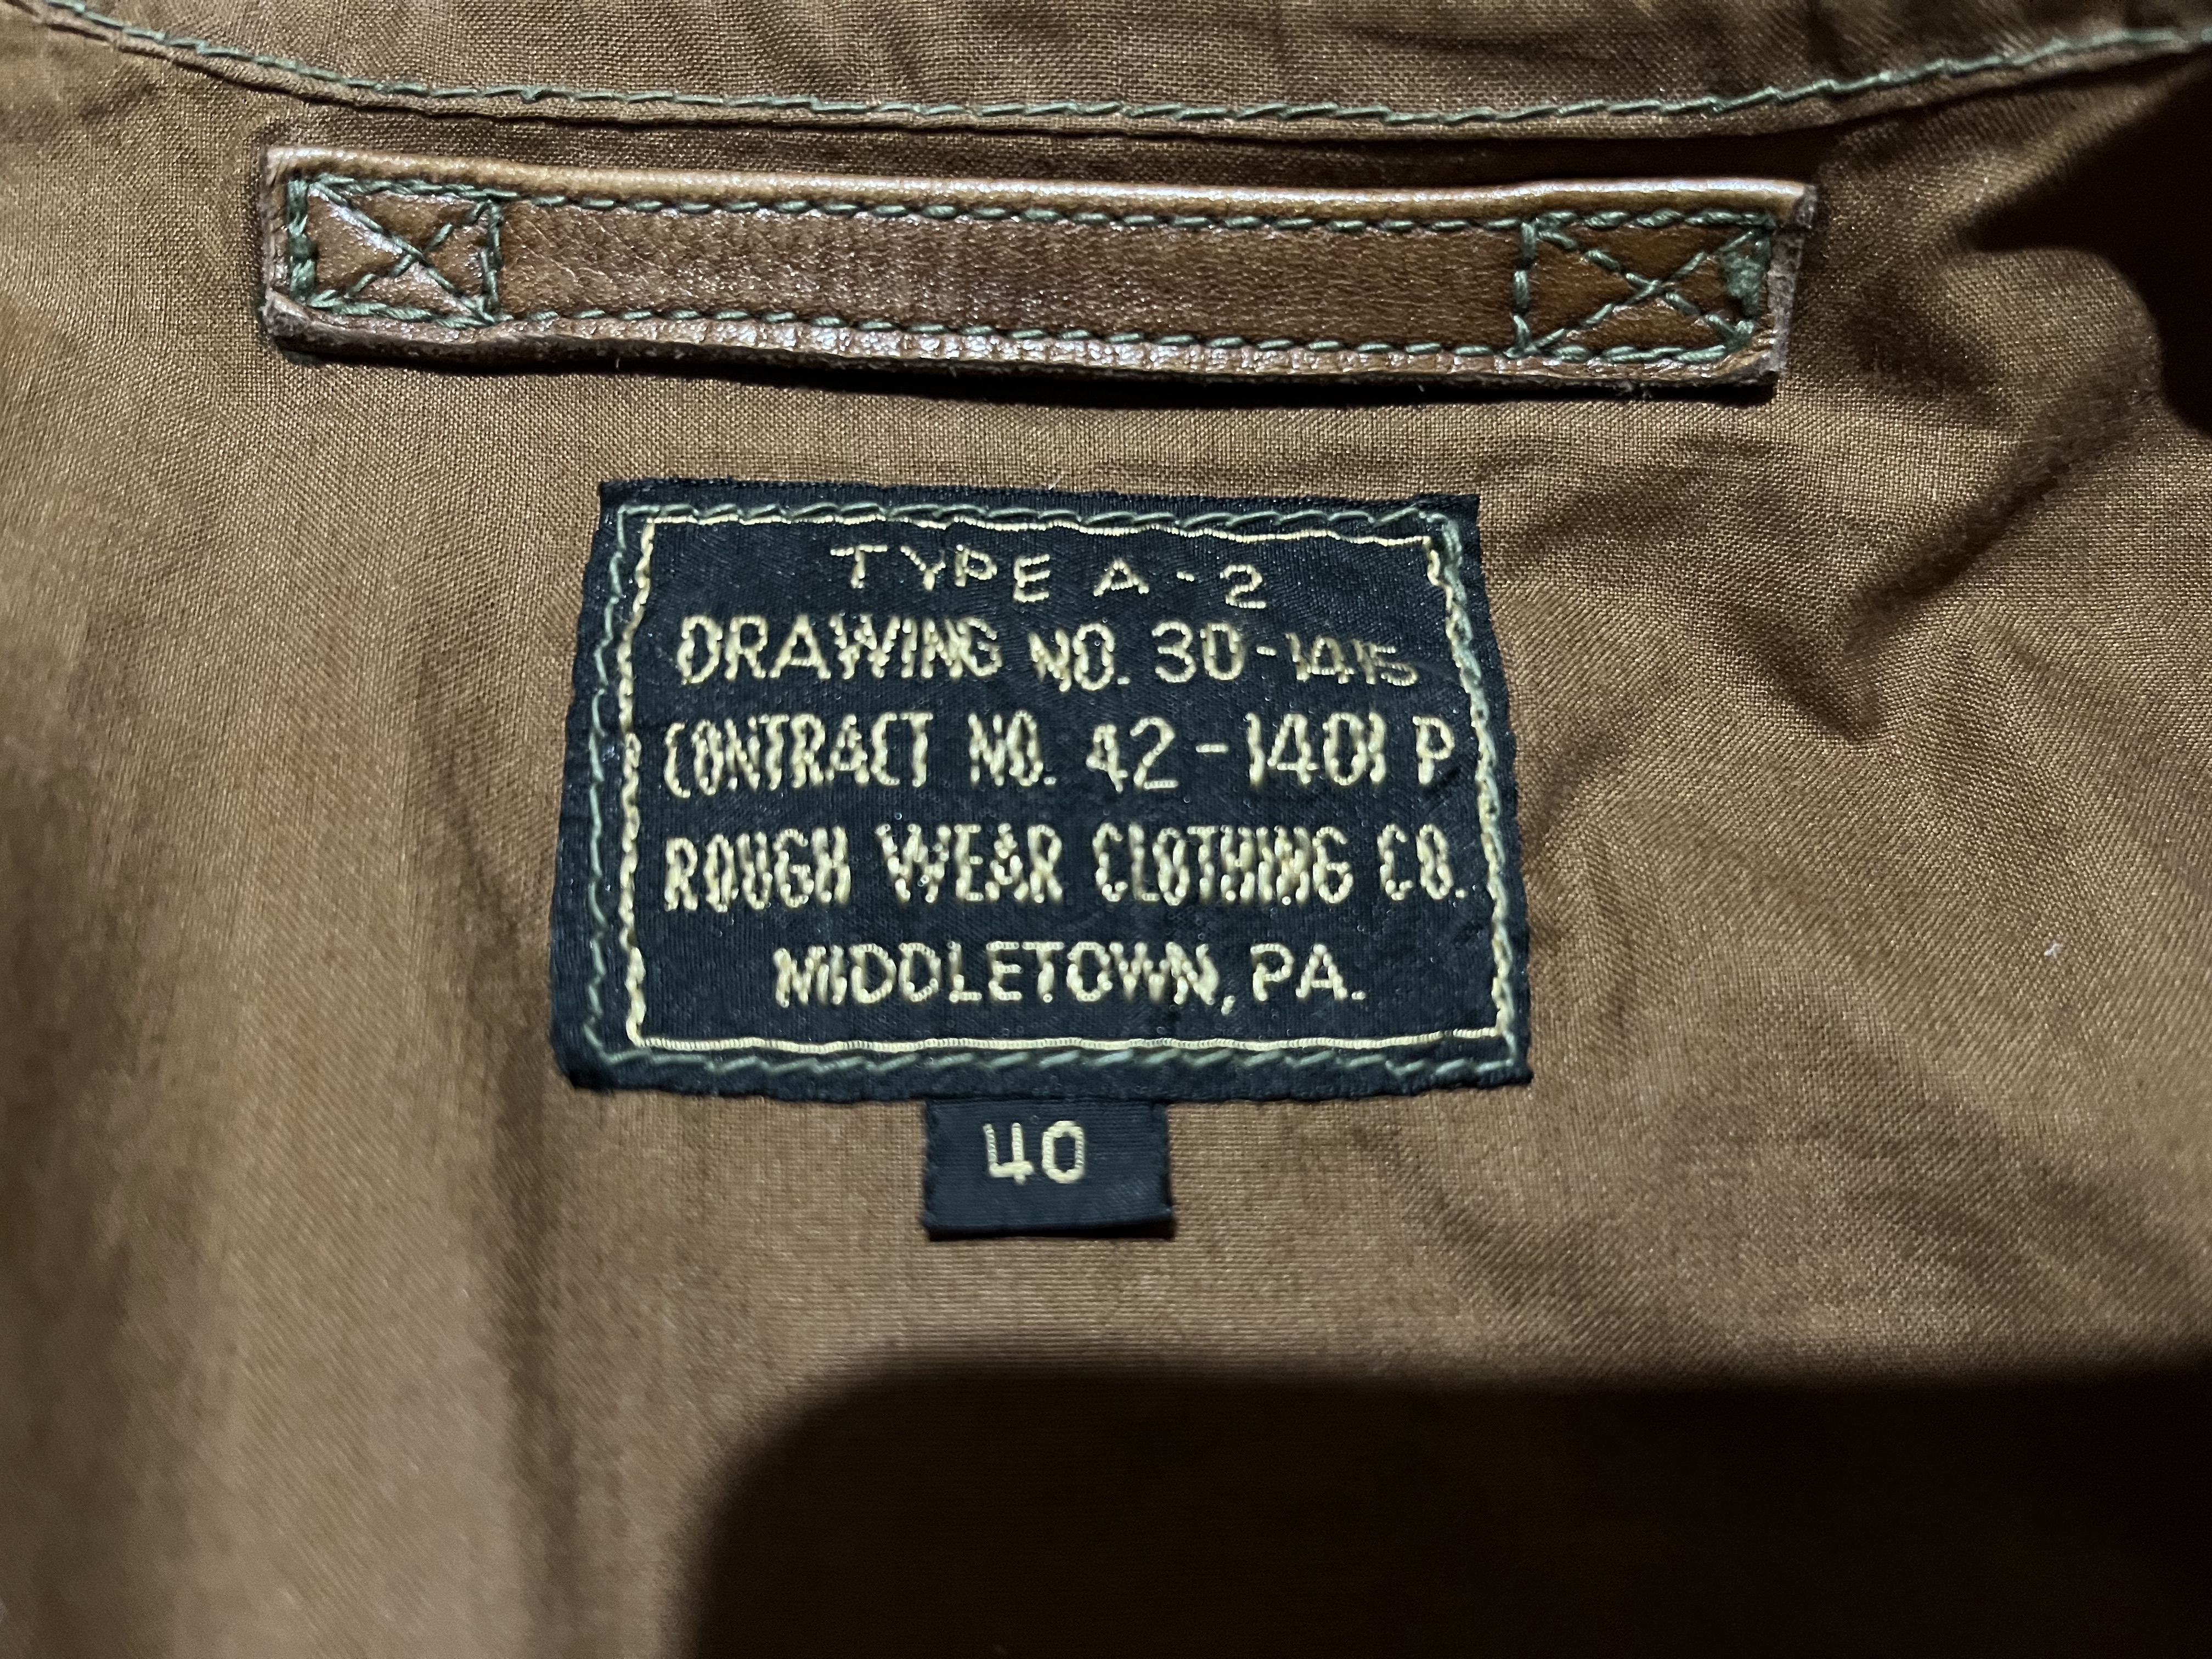 TYPE A-2
DRAWING NO. 30-1415
CONTRACT NO. 42-1401 P
ROUGH WEAR CLOTHING CO.
MIDDLETOWN, PA.
40